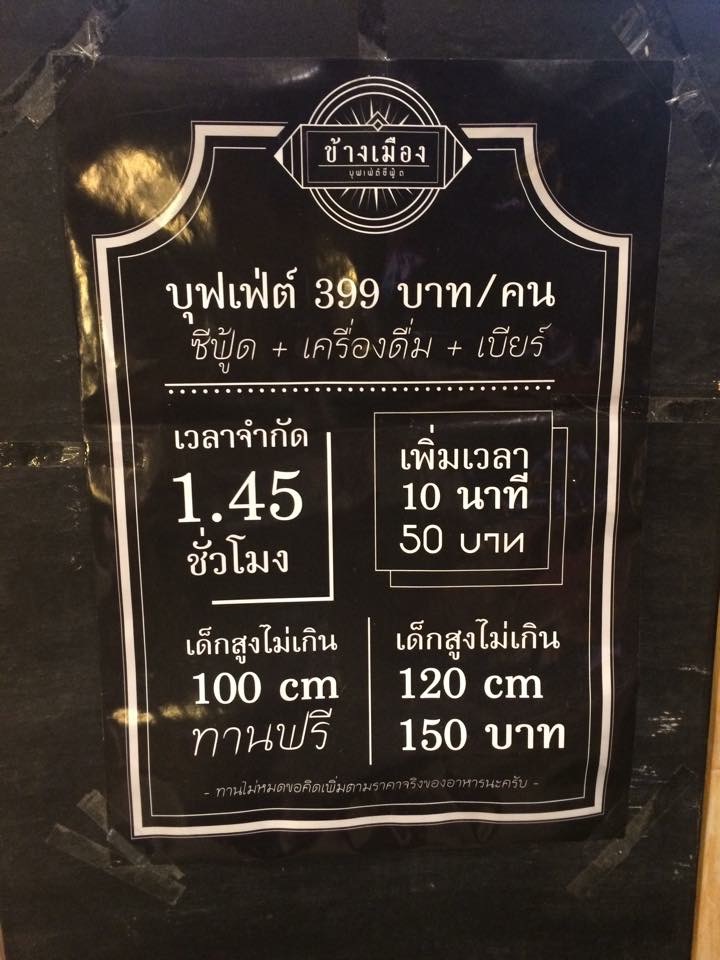 ข้างเมือง
บุฟเฟ่ต์ซีฟู้ด
บุฟเฟ่ต์ 399 บาท/คน
ซีฟู้ด + เครื่องดื่ม + เบียร์
เวลาจำกัด
1.45
ชั่วโมง
เพิ่มเวลา
10 นาที
50 บาท
เด็กสูงไม่เกิน
100 cm
ทานฟรี
เด็กสูงไม่เกิน
120 cm
150 บาท
- ทานไม่หมดขอคิดเพิ่มตามราคาจริงของอาหารนะครับ -